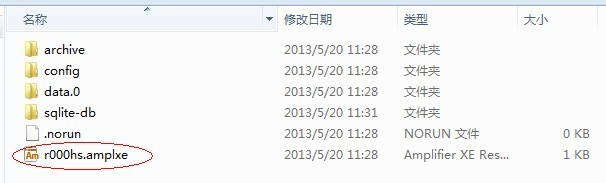 名称 修改日期 类型 大小
archive 2013/5/20 11:28 文件夹
config 2013/5/20 11:28 文件夹
data.0 2013/5/20 11:28 文件夹
sqlite-db 2013/5/20 11:31 文件夹
.norun 2013/5/20 11:28 NORUN 文件 0 KB
r000hs.amplxe 2013/5/20 11:28 Amplifier XE Res... 1 KB